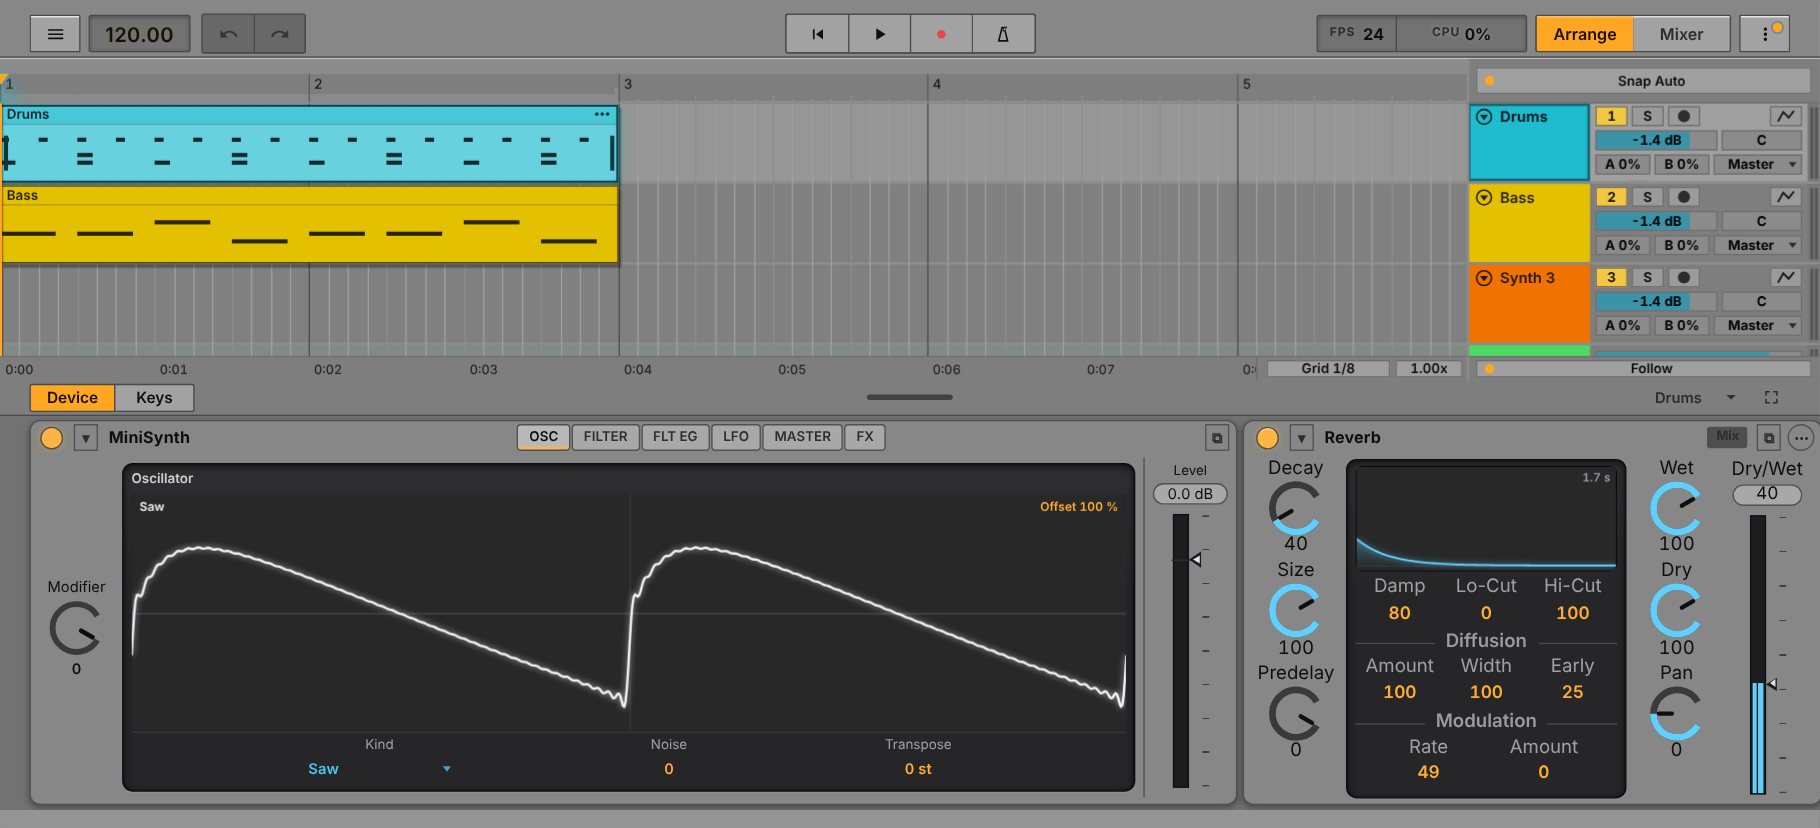 120.00
FPS 24 CPU 0% Arrange Mixer
1 2 3 4 5 Snap Auto
Drums
Drums 1 S
-1.4 dB C
A 0% B 0% Master
Bass
Bass 2 S
-1.4 dB C
A 0% B 0% Master
Synth 3 3 S
-1.4 dB C
A 0% B 0% Master
0:00 0:01 0:02 0:03 0:04 0:05 0:06 0:07 Grid 1/8 1.00x Follow
Device Keys Drums
MiniSynth OSC FILTER FLT EG LFO MASTER FX
Oscillator
Saw Offset 100 %
Modifier
0
Kind Noise Transpose
Saw 0 0 st
Level
0.0 dB
Reverb Mix
Decay
40
Size
100
Predelay
0
1.7 s
Damp Lo-Cut Hi-Cut
80 0 100
Diffusion
Amount Width Early
100 100 25
Modulation
Rate Amount
49 0
Wet
100
Dry
100
Pan
0
Dry/Wet
40